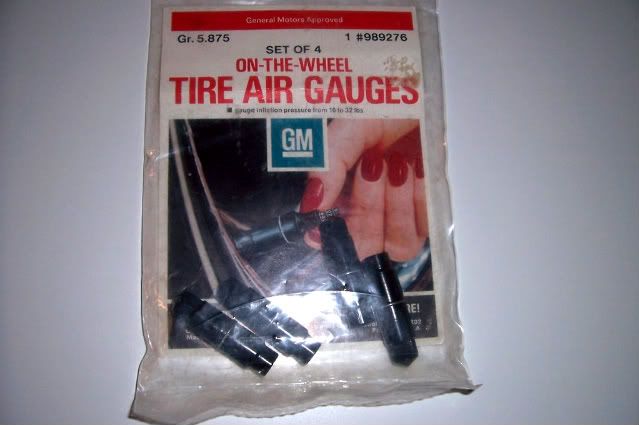 General Motors Approved
Gr. 5.875 1 #989276
SET OF 4
ON-THE-WHEEL
TIRE AIR GAUGES
■ gauge inflation pressure from 16 to 32 lbs
GM